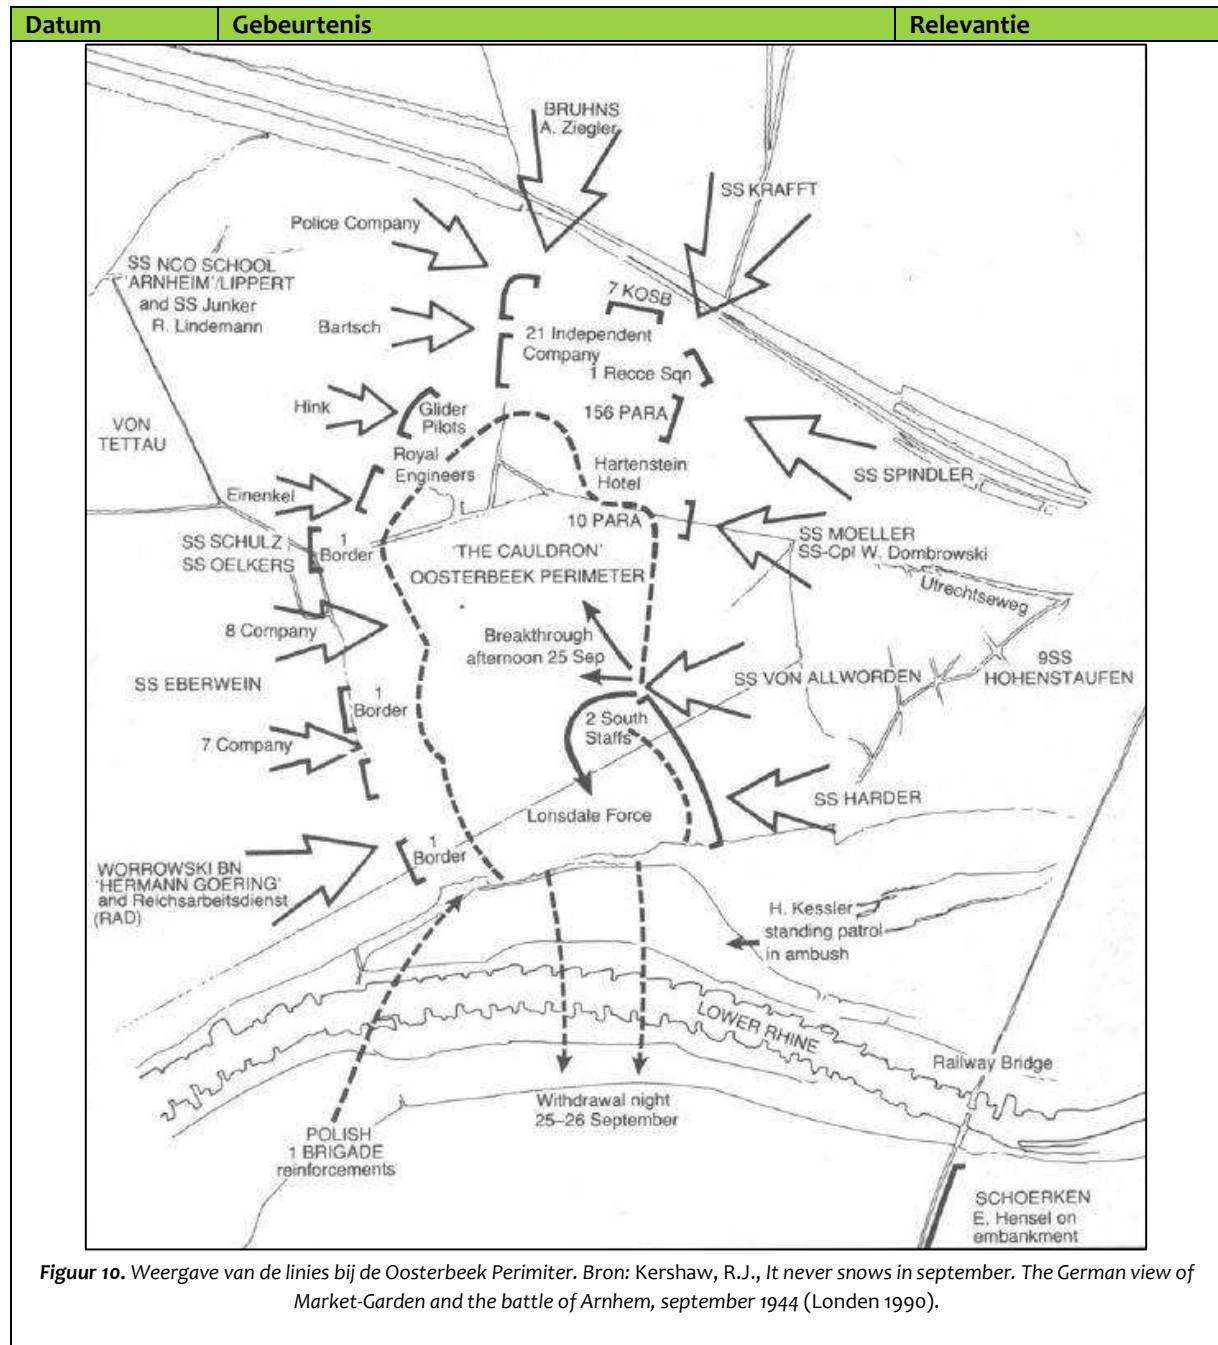 Datum Gebeurtenis Relevantie
BRUHNS
A. Ziegler
SS KRAFFT
Police Company
SS NCO SCHOOL
'ARNHEIM'/LIPPERT
and SS Junker
R. Lindemann
7 KOSB
Bartsch
21 Independent
Company
1 Recce Sqn
Hink
Glider
Pilots
156 PARA
VON
TETTAU
Royal
Engineers
Hartenstein
Hotel
SS SPINDLER
Einenkel
10 PARA
SS SCHULZ
SS OELKERS
1
Border
'THE CAULDRON'
OOSTERBEEK PERIMETER
SS MOELLER
SS-Cpl W. Dombrowski
Utrechtseweg
8 Company
Breakthrough
afternoon 25 Sep
SS EBERWEIN
SS VON ALLWORDEN
9SS
HOHENSTAUFEN
1
Border
7 Company
2 South
Staffs
Lonsdale Force
SS HARDER
1
Border
WORROWSKI BN
'HERMANN GOERING'
and Reichsarbeitsdienst
(RAD)
H. Kessler
standing patrol
in ambush
LOWER RHINE
Railway Bridge
Withdrawal night
25–26 September
POLISH
1 BRIGADE
reinforcements
SCHOERKEN
E. Hensel on
embankment
Figuur 10. Weergave van de linies bij de Oosterbeek Perimiter. Bron: Kershaw, R.J., It never snows in september. The German view of
Market-Garden and the battle of Arnhem, september 1944 (Londen 1990).